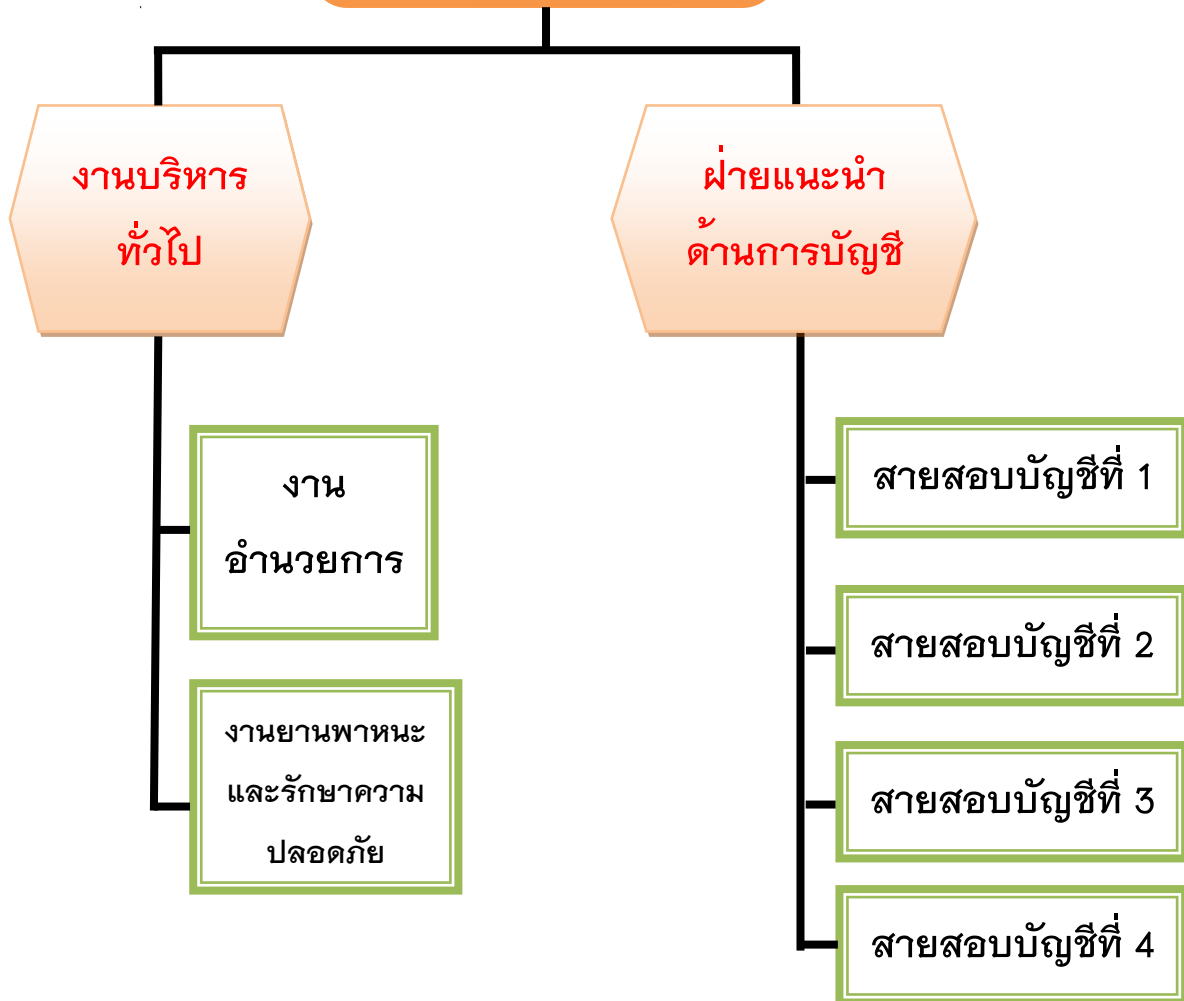 งานบริหาร
ทั่วไป
ฝ่ายแนะนำ
ด้านการบัญชี
งาน
อำนวยการ
งานยานพาหนะ
และรักษาความ
ปลอดภัย
สายสอบบัญชีที่ 1
สายสอบบัญชีที่ 2
สายสอบบัญชีที่ 3
สายสอบบัญชีที่ 4